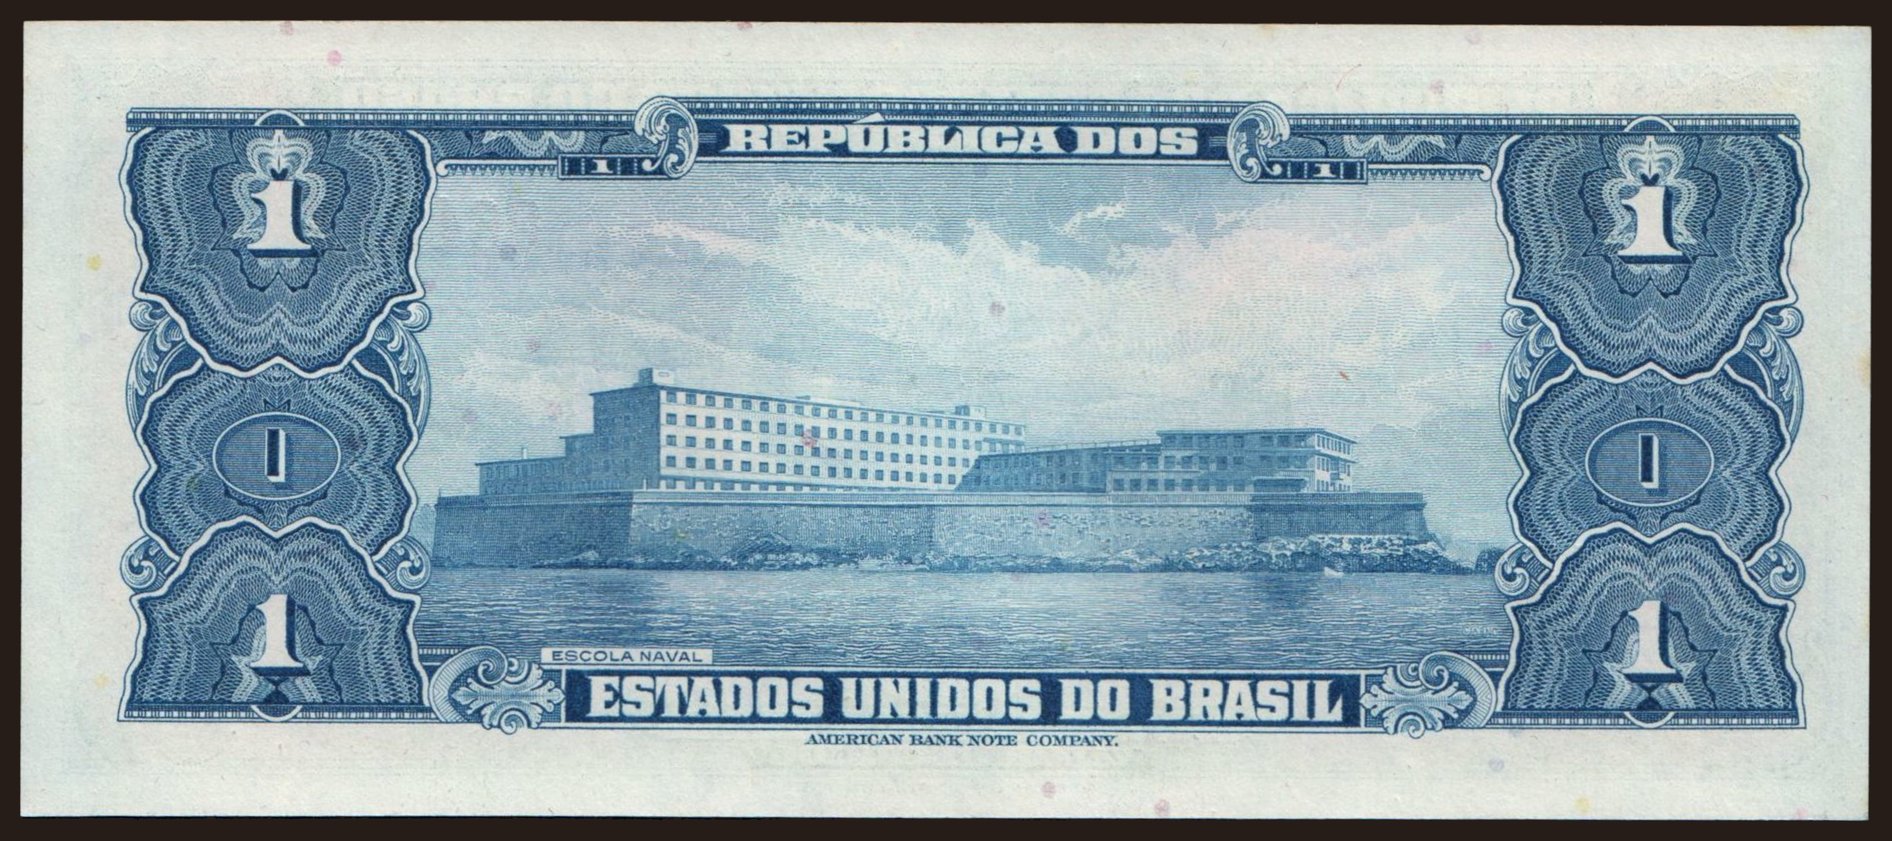 REPÚBLICA DOS
1 1
1 1
1 1
1 1
ESCOLA NAVAL
ESTADOS UNIDOS DO BRASIL
AMERICAN BANK NOTE COMPANY.